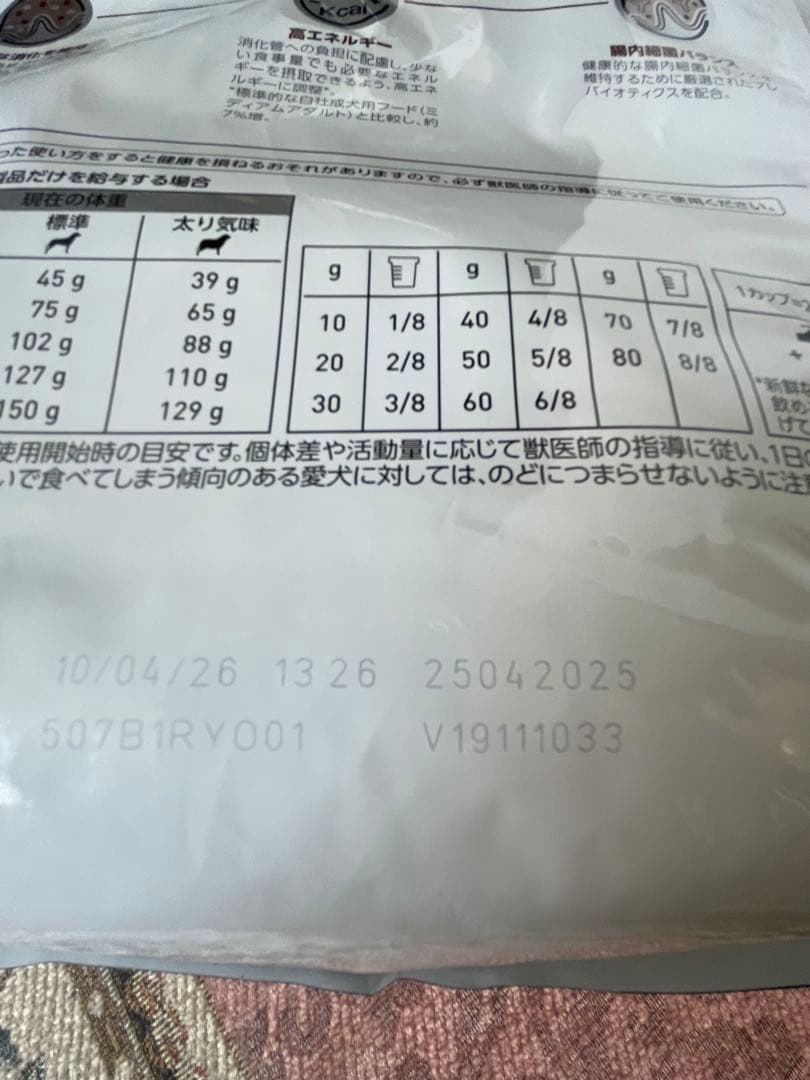 Kcal
高エネルギー
消化管への負担に配慮し、少な
い食事量でも必要なエネル
ギーを摂取できるよう、高エネ
ルギーに調整*。
*標準的な自社成犬用フード(ミ
ディアムアダルト)と比較し、約
7%増。
腸内細菌バランス
健康的な腸内細菌バランスを
維持するために厳選されたプレ
バイオティクスを配合。
った使い方をすると健康を損ねるおそれがありますので、必ず獣医師の指導に従ってご使用ください。
品だけを給与する場合
現在の体重
標準 太り気味
45 g 39 g
75 g 65 g
102 g 88 g
127 g 110 g
150 g 129 g
g g g
10 1/8 40 4/8 70 7/8
20 2/8 50 5/8 80 8/8
30 3/8 60 6/8
1カップ=
+
*新鮮な
飲め
げて
使用開始時の目安です。個体差や活動量に応じて獣医師の指導に従い、1日の
いで食べてしまう傾向のある愛犬に対しては、のどにつまらせないように注意
10/04/26 13 26 25042025
507B1RYO01 V19111033